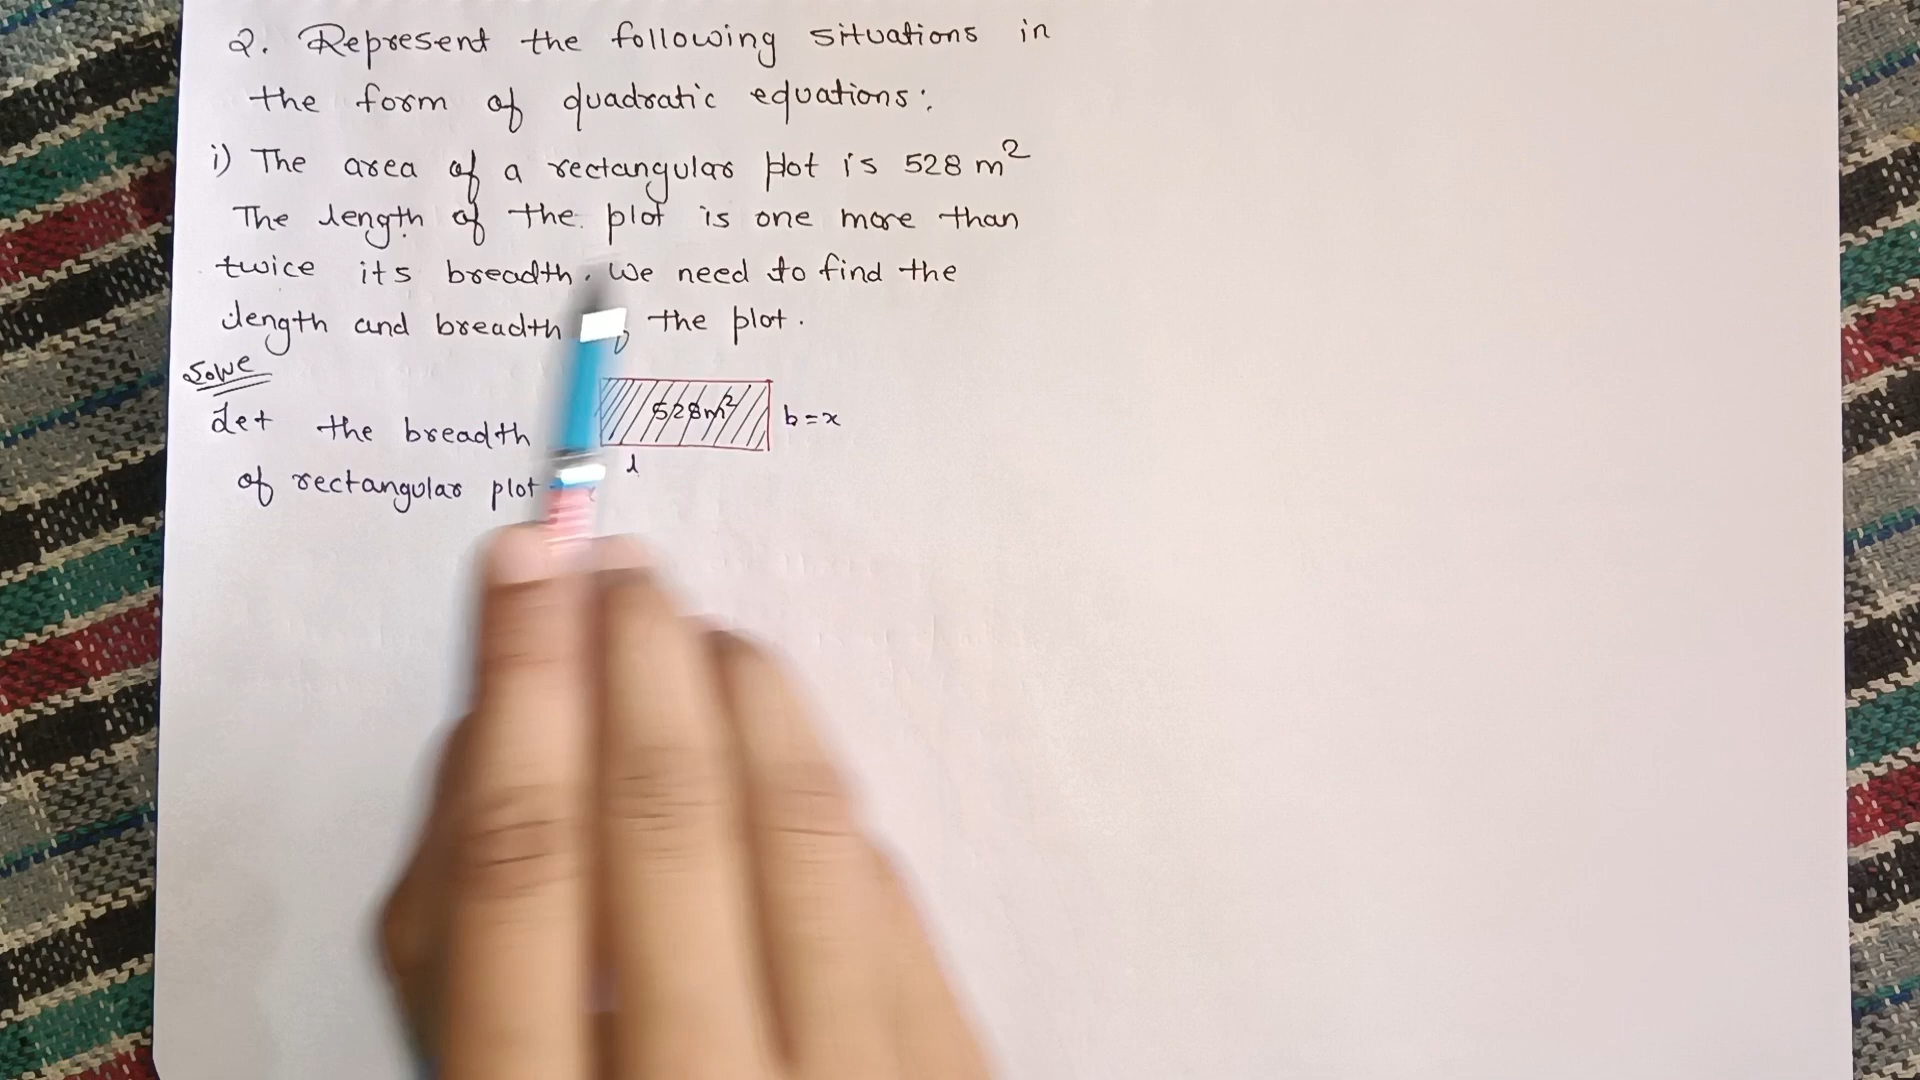 2. Represent the following situations in
the form of quadratic equations:
i) The area of a rectangular plot is 528 m²
The length of the plot is one more than
twice its breadth. We need to find the
length and breadth the plot.
Solve
Let the breadth
of rectangular plot
528m²
b = x
l